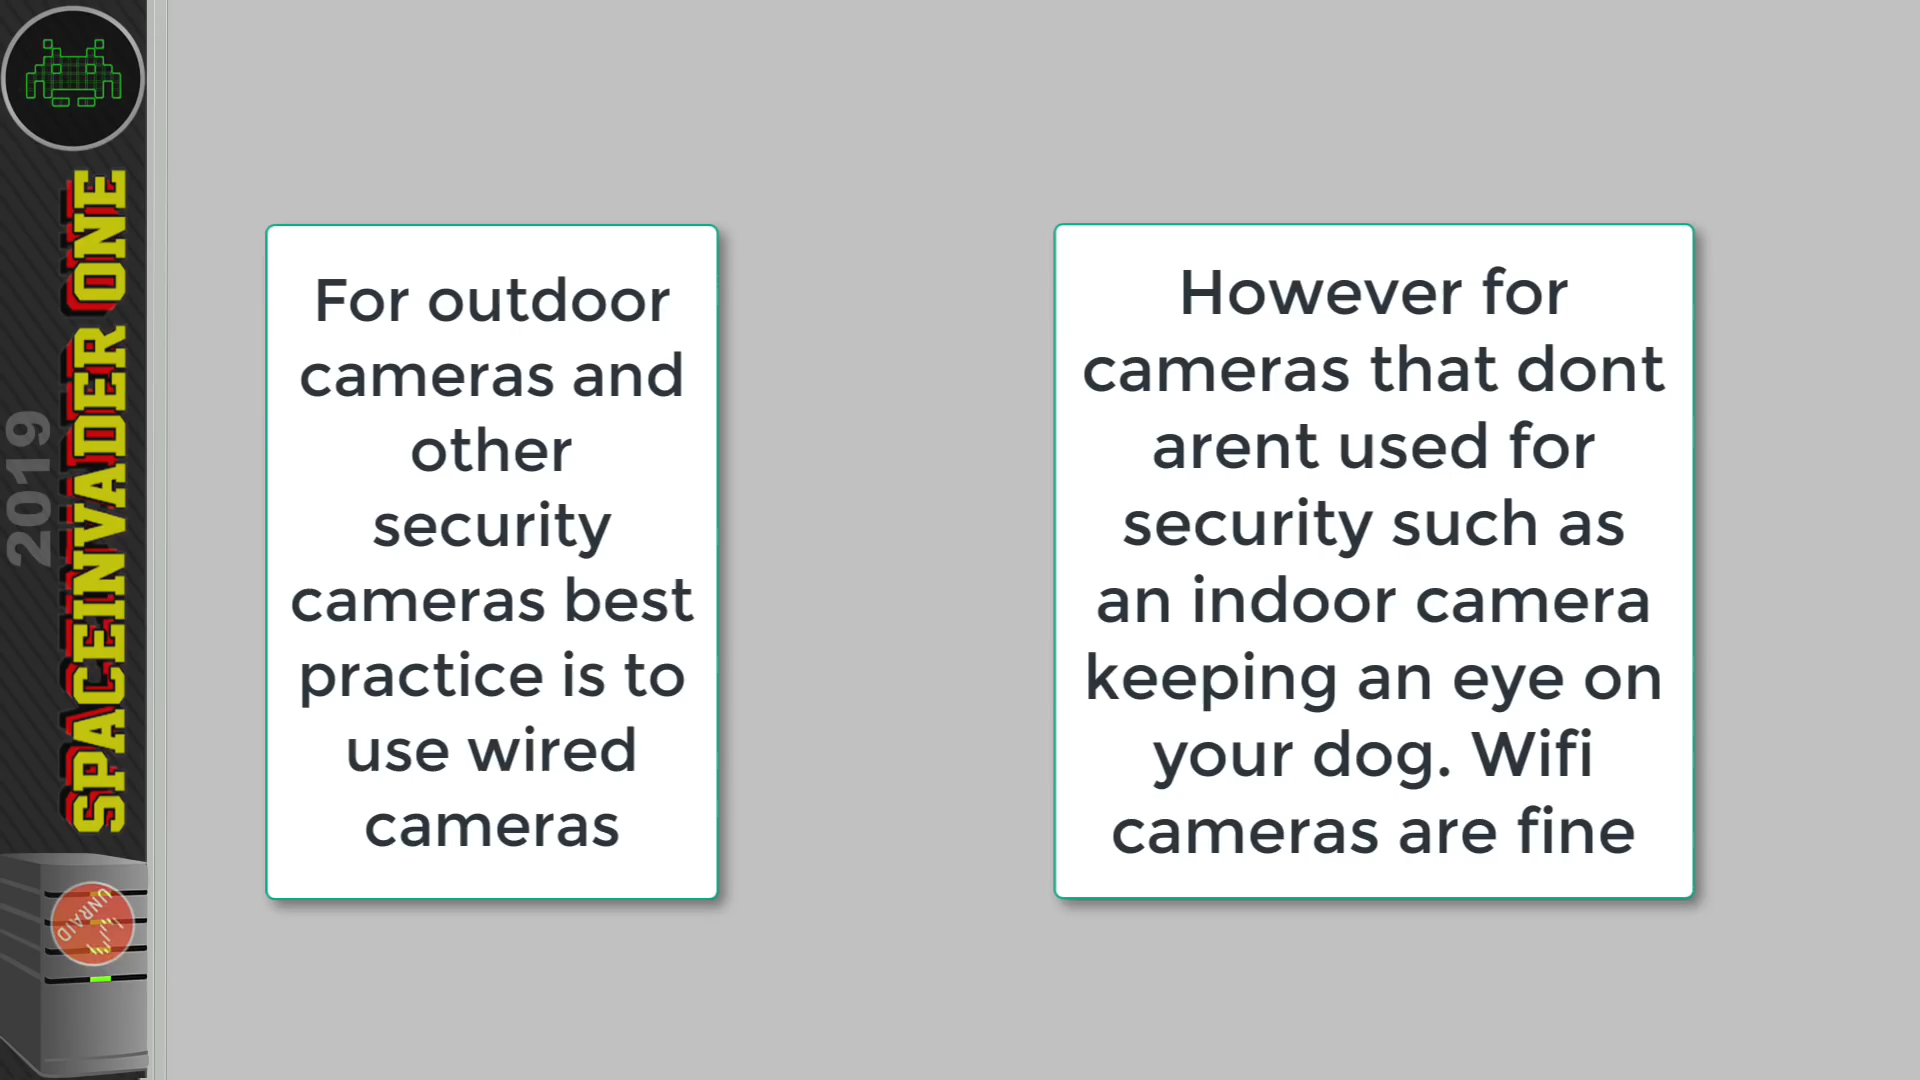 2019
SPACEINVADER ONE
UNRAID
For outdoor
cameras and
other
security
cameras best
practice is to
use wired
cameras
However for
cameras that dont
arent used for
security such as
an indoor camera
keeping an eye on
your dog. Wifi
cameras are fine